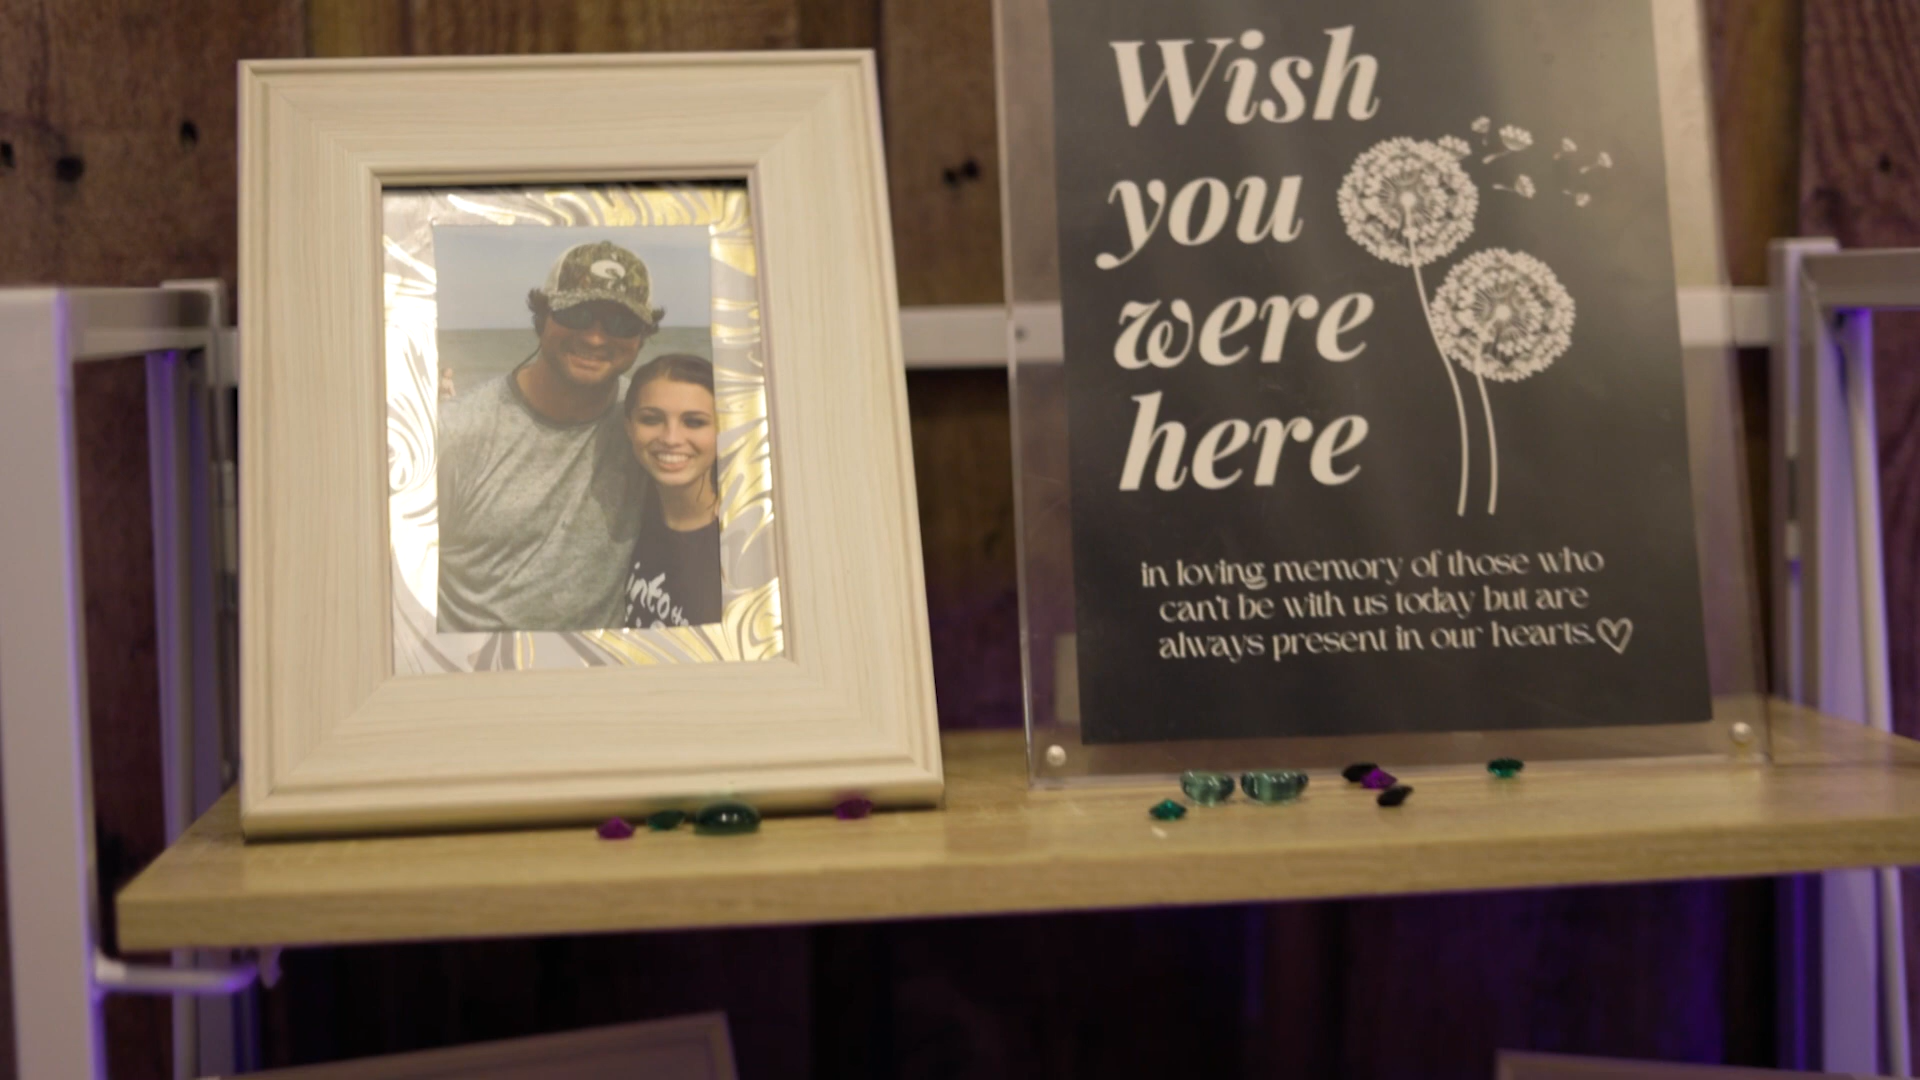 Wish
you
were
here
in loving memory of those who
can't be with us today but are
always present in our hearts.
into